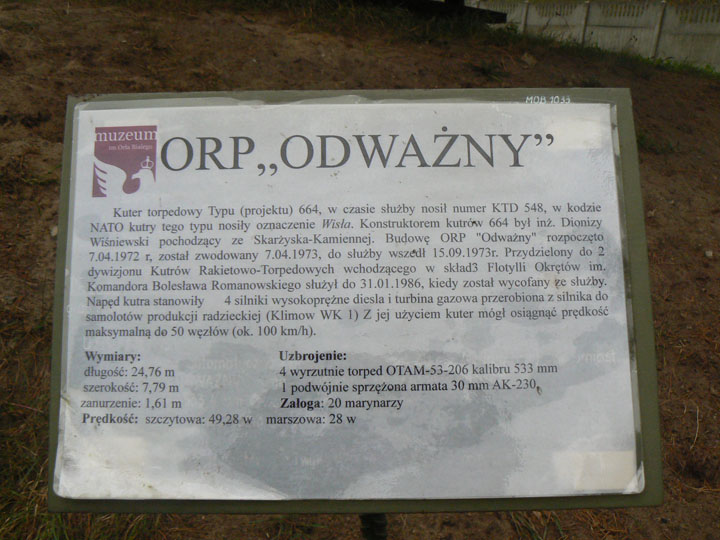 MOB 1033
muzeum
im Orła Białego
ORP „ODWAŻNY”
Kuter torpedowy Typu (projektu) 664, w czasie służby nosił numer KTD 548, w kodzie
NATO kutry tego typu nosiły oznaczenie Wisła. Konstruktorem kutrów 664 był inż. Dionizy
Wiśniewski pochodzący ze Skarżyska-Kamiennej. Budowę ORP "Odważny" rozpoczęto
7.04.1972 r, został zwodowany 7.04.1973, do służby wszedł 15.09.1973r. Przydzielony do 2
dywizjonu Kutrów Rakietowo-Torpedowych wchodzącego w skład3 Flotylli Okrętów im.
Komandora Bolesława Romanowskiego służył do 31.01.1986, kiedy został wycofany ze służby.
Napęd kutra stanowiły 4 silniki wysokoprężne diesla i turbina gazowa przerobiona z silnika do
samolotów produkcji radzieckiej (Klimow WK 1) Z jej użyciem kuter mógł osiągnąć prędkość
maksymalną do 50 węzłów (ok. 100 km/h).
Wymiary:
długość: 24,76 m
szerokość: 7,79 m
zanurzenie: 1,61 m
Uzbrojenie:
4 wyrzutnie torped OTAM-53-206 kalibru 533 mm
1 podwójnie sprzężona armata 30 mm AK-230,
Załoga: 20 marynarzy
Prędkość: szczytowa: 49,28 w marszowa: 28 w